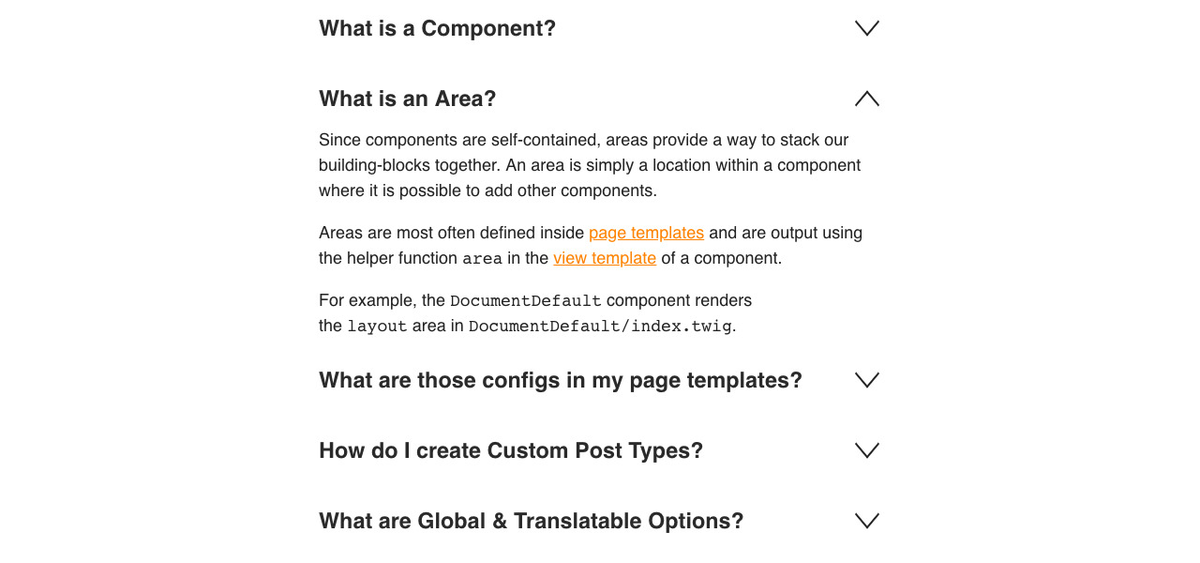 What is a Component?
What is an Area?
Since components are self-contained, areas provide a way to stack our
building-blocks together. An area is simply a location within a component
where it is possible to add other components.
Areas are most often defined inside page templates and are output using
the helper function area in the view template of a component.
For example, the DocumentDefault component renders
the layout area in DocumentDefault/index.twig.
What are those configs in my page templates?
How do I create Custom Post Types?
What are Global & Translatable Options?